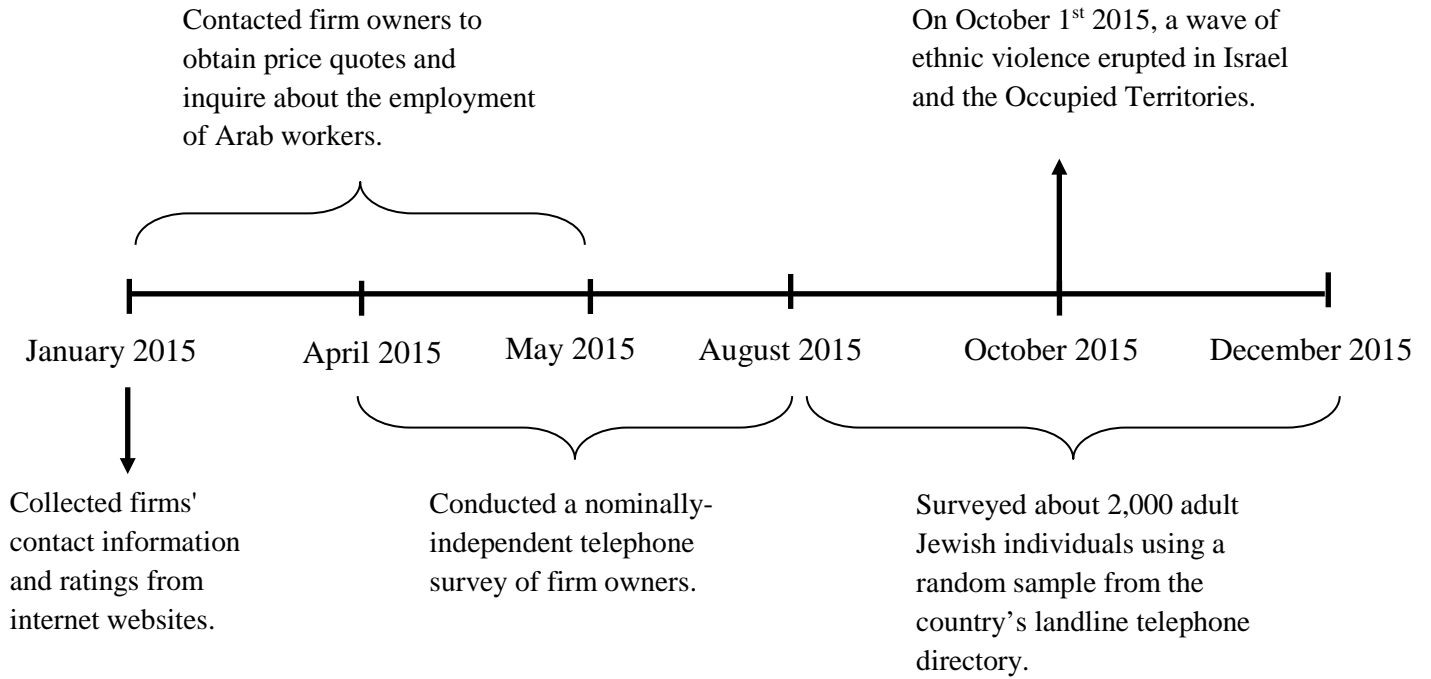 Contacted firm owners to
obtain price quotes and
inquire about the employment
of Arab workers.
On October 1st 2015, a wave of
ethnic violence erupted in Israel
and the Occupied Territories.
January 2015
April 2015
May 2015
August 2015
October 2015
December 2015
Collected firms'
contact information
and ratings from
internet websites.
Conducted a nominally-
independent telephone
survey of firm owners.
Surveyed about 2,000 adult
Jewish individuals using a
random sample from the
country’s landline telephone
directory.